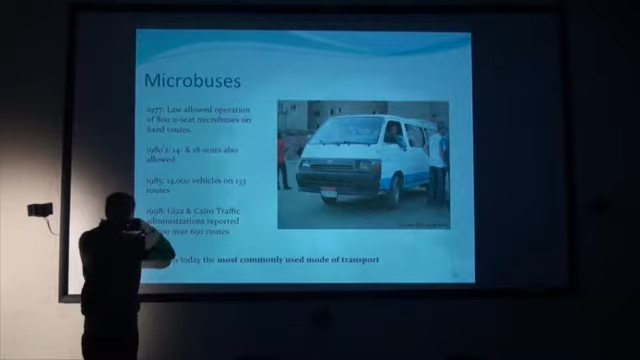 Microbuses
1977: Law allowed operation
of 800 11-seat microbuses on
fixed routes.
1980's: 14- & 18-seats also
allowed
1985: 14,000 vehicles on 133
routes
1998: Giza & Cairo Traffic
administrations reported
over 650 routes
today the most commonly used mode of transport